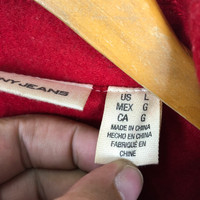 NY JEANS
US L
MEX G
CA G
MADE IN CHINA
HECHO EN CHINA
FABRIQUÉ EN
CHINE